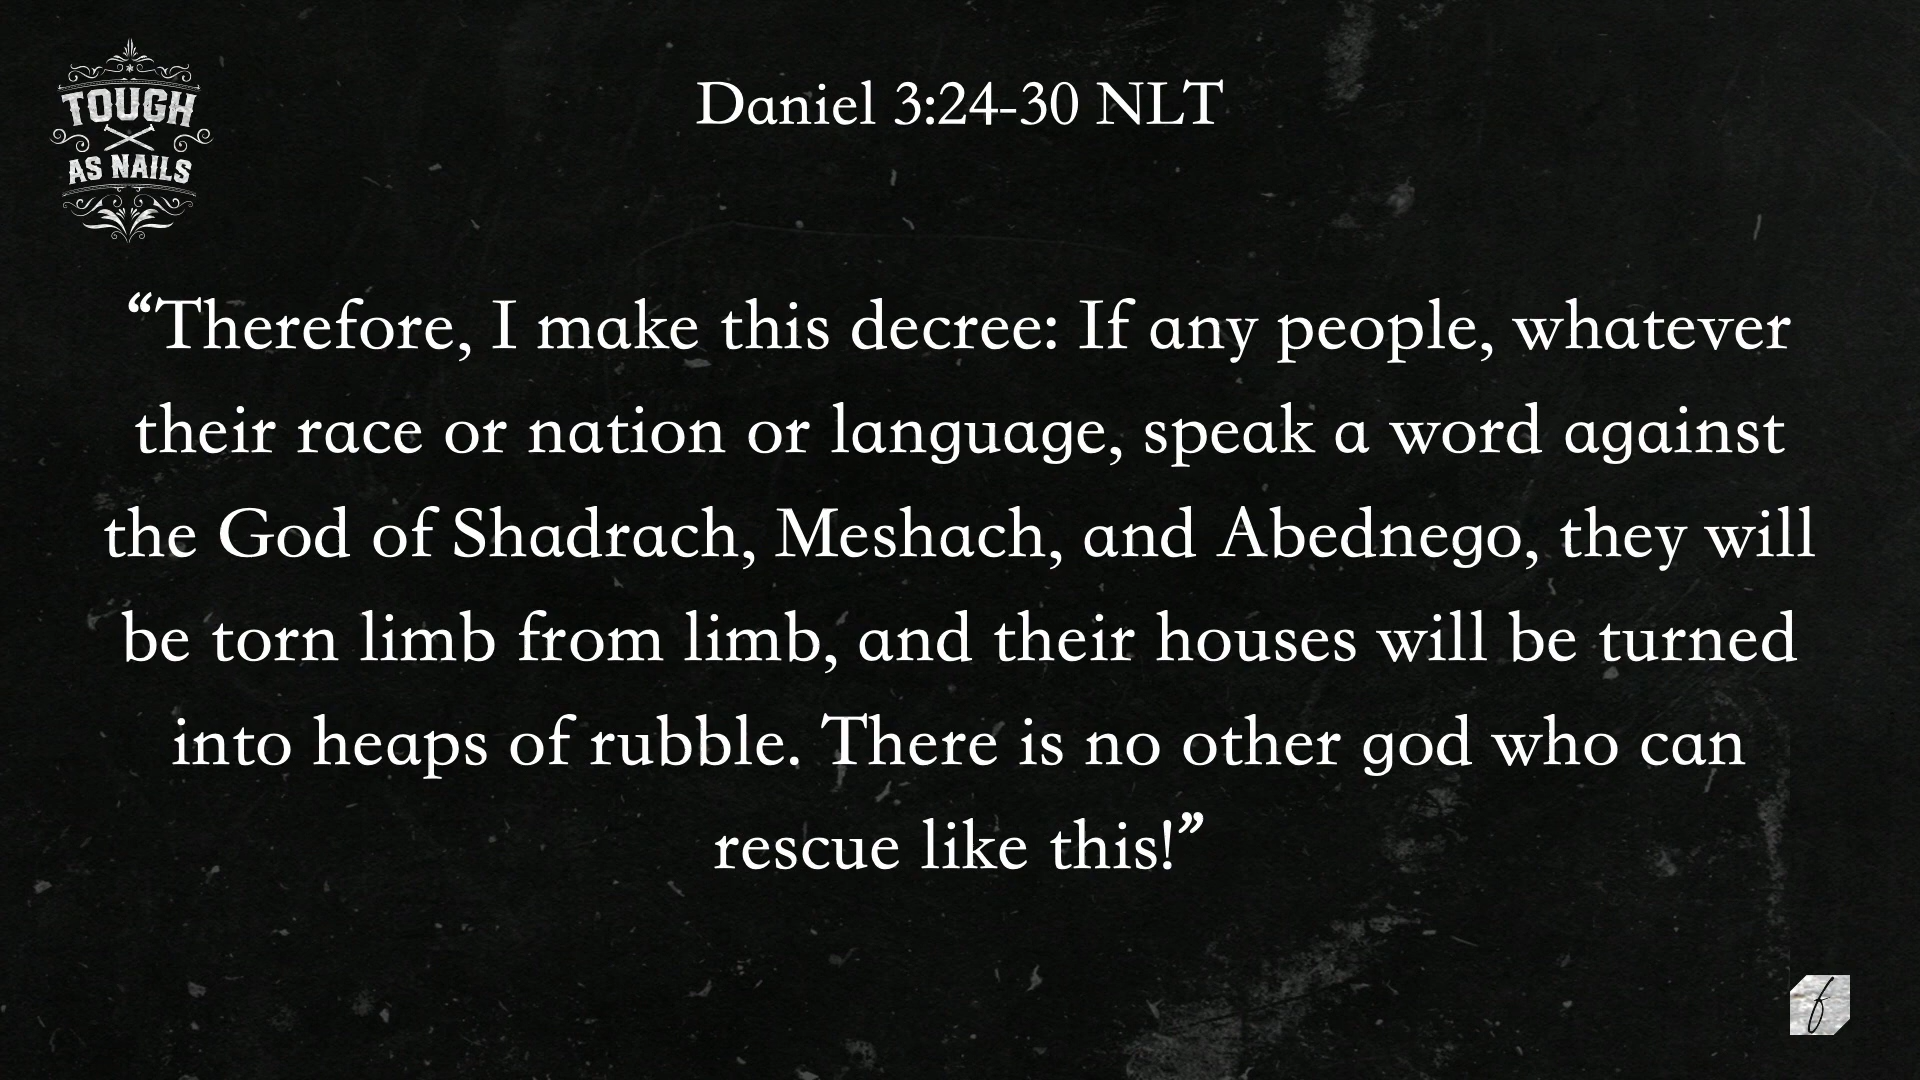 TOUGH
AS NAILS
Daniel 3:24-30 NLT
“Therefore, I make this decree: If any people, whatever
their race or nation or language, speak a word against
the God of Shadrach, Meshach, and Abednego, they will
be torn limb from limb, and their houses will be turned
into heaps of rubble. There is no other god who can
rescue like this!”
f